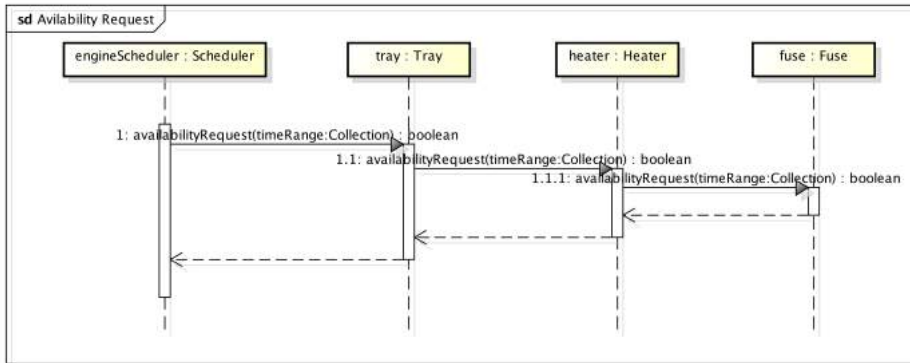 sd Avilability Request
engineScheduler : Scheduler
tray : Tray
heater : Heater
fuse : Fuse
1: availabilityRequest(timeRange:Collection) : boolean
1.1: availabilityRequest(timeRange:Collection) : boolean
1.1.1: availabilityRequest(timeRange:Collection) : boolean